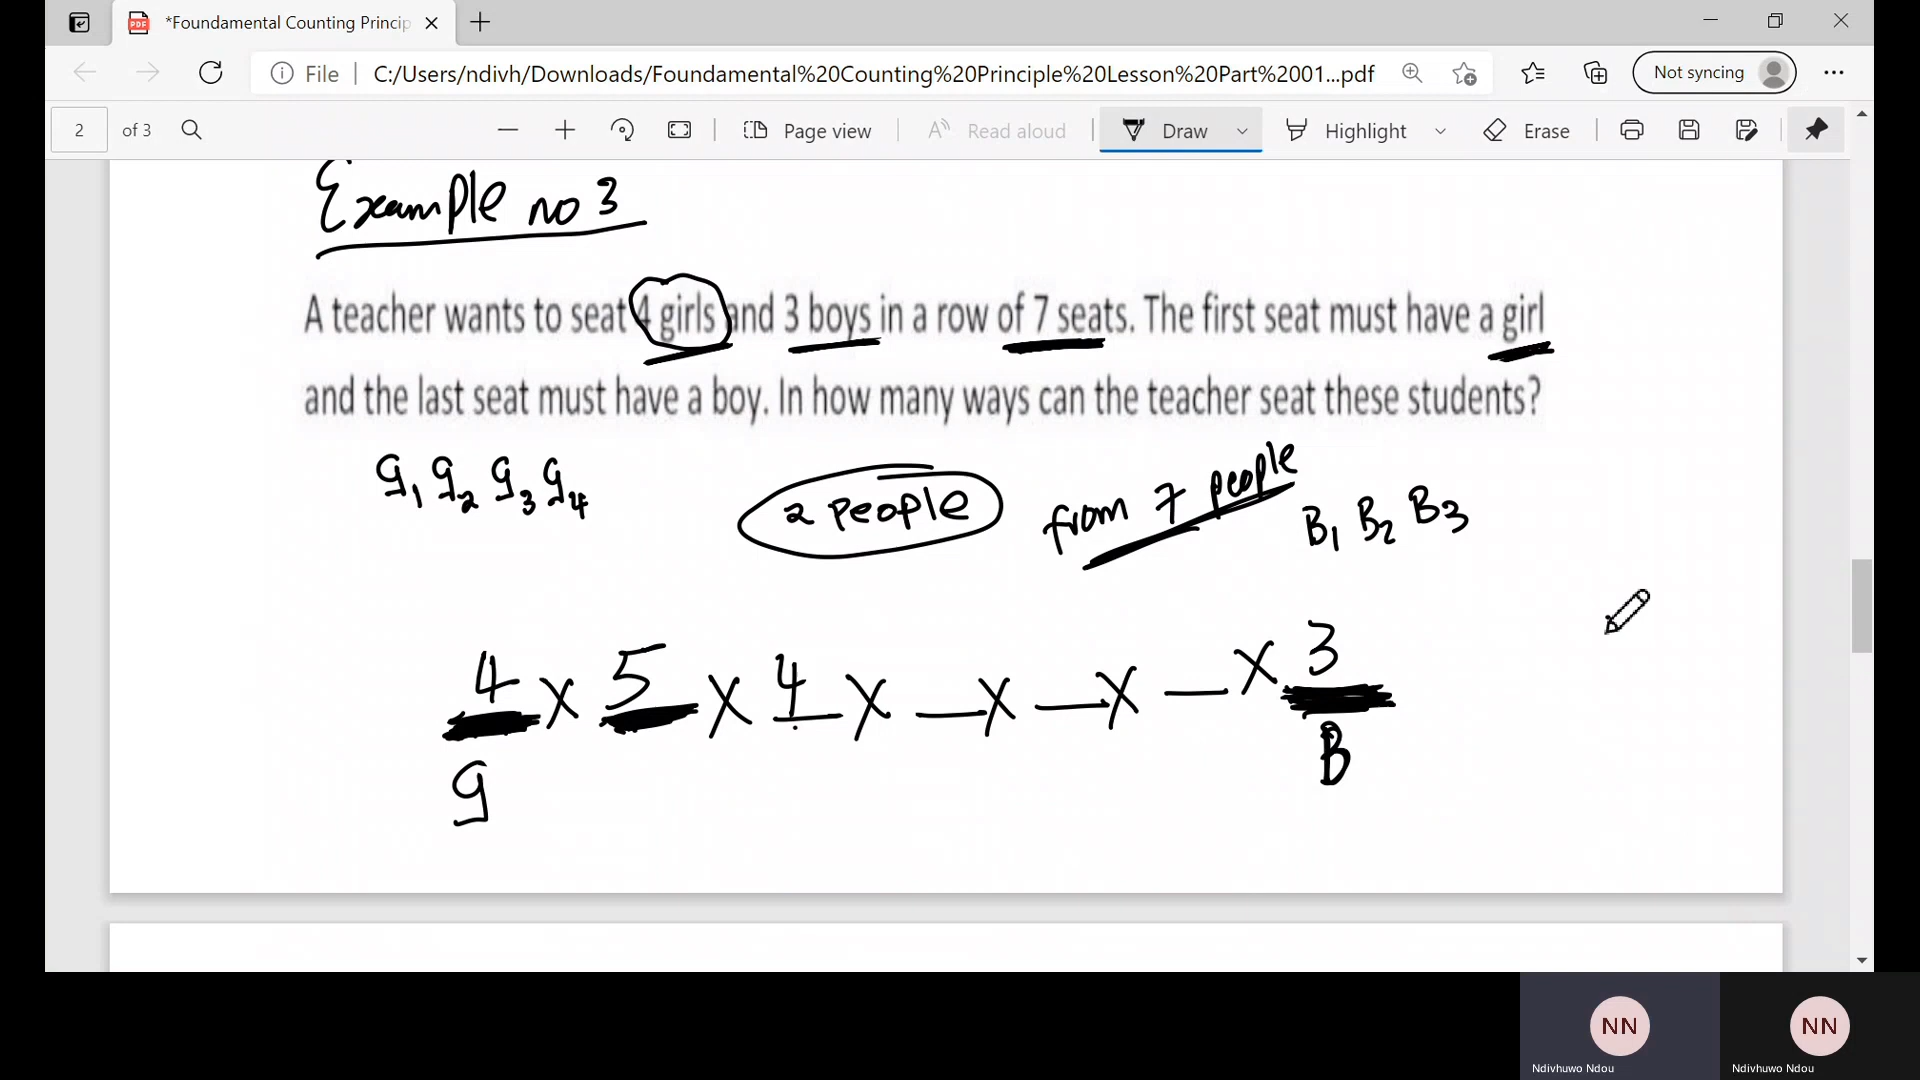 *Foundamental Counting Princip
File | C:/Users/ndivh/Downloads/Foundamental%20Counting%20Principle%20Lesson%20Part%2001...pdf
Not syncing
2 of 3
Page view
Read aloud
Draw
Highlight
Erase
Example no 3
A teacher wants to seat 4 girls and 3 boys in a row of 7 seats. The first seat must have a girl
and the last seat must have a boy. In how many ways can the teacher seat these students?
g₁ g₂ g₃ g₄
2 people
from 7 people
B₁ B₂ B₃
4 x 5 x 4 x _ x _ x _ x 3
g
B
NN
NN
Ndivhuwo Ndou
Ndivhuwo Ndou